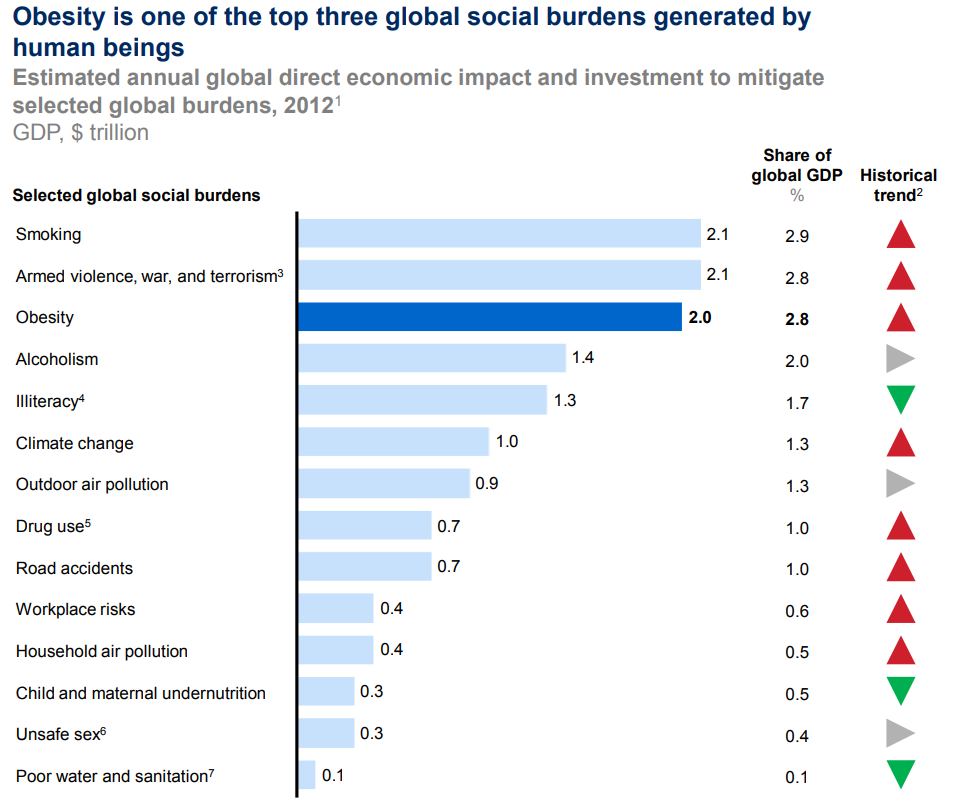 Obesity is one of the top three global social burdens generated by
human beings
Estimated annual global direct economic impact and investment to mitigate
selected global burdens, 2012¹
GDP, $ trillion
Selected global social burdens
Share of
global GDP
%
Historical
trend²
Smoking 2.1 2.9
Armed violence, war, and terrorism³ 2.1 2.8
Obesity 2.0 2.8
Alcoholism 1.4 2.0
Illiteracy⁴ 1.3 1.7
Climate change 1.0 1.3
Outdoor air pollution 0.9 1.3
Drug use⁵ 0.7 1.0
Road accidents 0.7 1.0
Workplace risks 0.4 0.6
Household air pollution 0.4 0.5
Child and maternal undernutrition 0.3 0.5
Unsafe sex⁶ 0.3 0.4
Poor water and sanitation⁷ 0.1 0.1